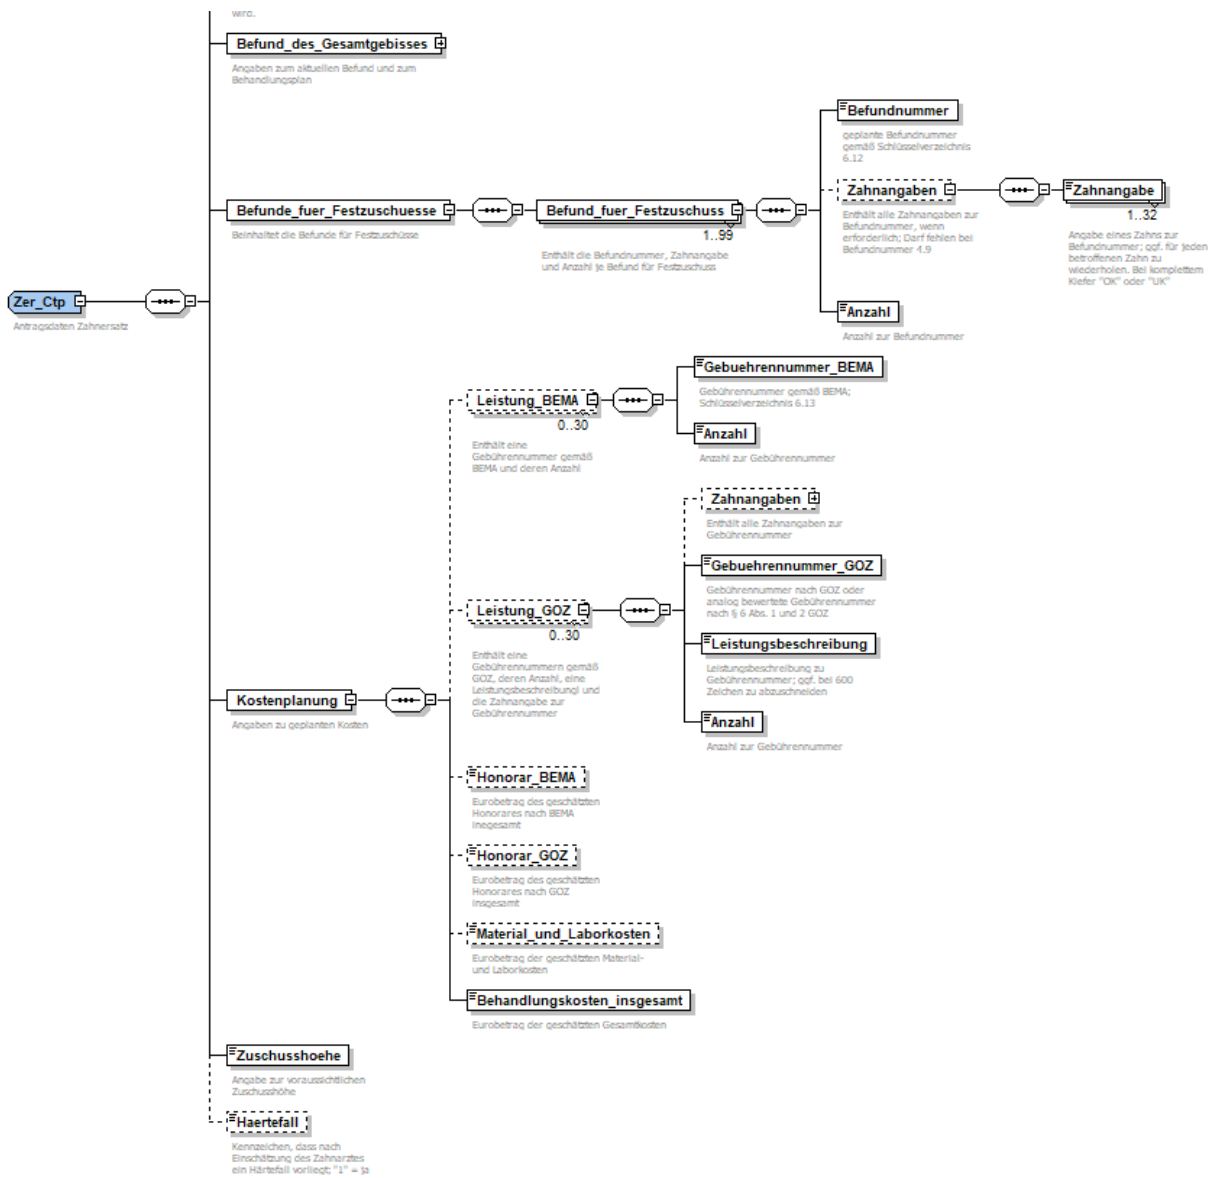 wird.
Befund_des_Gesamtgebisses
Angaben zum aktuellen Befund und zum
Behandlungsplan
Befundnummer
geplante Befundnummer
gemäß Schlüsselverzeichnis
6.12
Zahnangaben
Enthält alle Zahnangaben zur
Befundnummer, wenn
erforderlich; Darf fehlen bei
Befundnummer 4.9
Zahnangabe
1..32
Angabe eines Zahns zur
Befundnummer; ggf. für jeden
betroffenen Zahn zu
wiederholen. Bei komplettem
Kiefer "OK" oder "UK"
Befunde_fuer_Festzuschuesse
Beinhaltet die Befunde für Festzuschüsse
Befund_fuer_Festzuschuss
1..99
Enthält die Befundnummer, Zahnangabe
und Anzahl je Befund für Festzuschuss
Anzahl
Anzahl zur Befundnummer
Zer_Ctp
Antragsdaten Zahnersatz
Leistung_BEMA
0..30
Enthält eine
Gebührennummer gemäß
BEMA und deren Anzahl
Gebuehrennummer_BEMA
Gebührennummer gemäß BEMA;
Schlüsselverzeichnis 6.13
Anzahl
Anzahl zur Gebührennummer
Zahnangaben
Enthält alle Zahnangaben zur
Gebührennummer
Gebuehrennummer_GOZ
Gebührennummer nach GOZ oder
analog bewertete Gebührennummer
nach § 6 Abs. 1 und 2 GOZ
Leistung_GOZ
0..30
Enthält eine
Gebührennummern gemäß
GOZ, deren Anzahl, eine
Leistungsbeschreibungl und
die Zahnangabe zur
Gebührennummer
Leistungsbeschreibung
Leistungsbeschreibung zu
Gebührennummer; ggf. bei 600
Zeichen zu abzuschneiden
Anzahl
Anzahl zur Gebührennummer
Kostenplanung
Angaben zu geplanten Kosten
Honorar_BEMA
Eurobetrag des geschätzten
Honorares nach BEMA
inegesamt
Honorar_GOZ
Eurobetrag des geschätzten
Honorares nach GOZ
insgesamt
Material_und_Laborkosten
Eurobetrag der geschätzten Material-
und Laborkosten
Behandlungskosten_insgesamt
Eurobetrag der geschätzten Gesamtkosten
Zuschusshoehe
Angabe zur voraussichtlichen
Zuschusshöhe
Haertefall
Kennzeichen, dass nach
Einschätzung des Zahnarztes
ein Härtefall vorliegt; "1" = ja